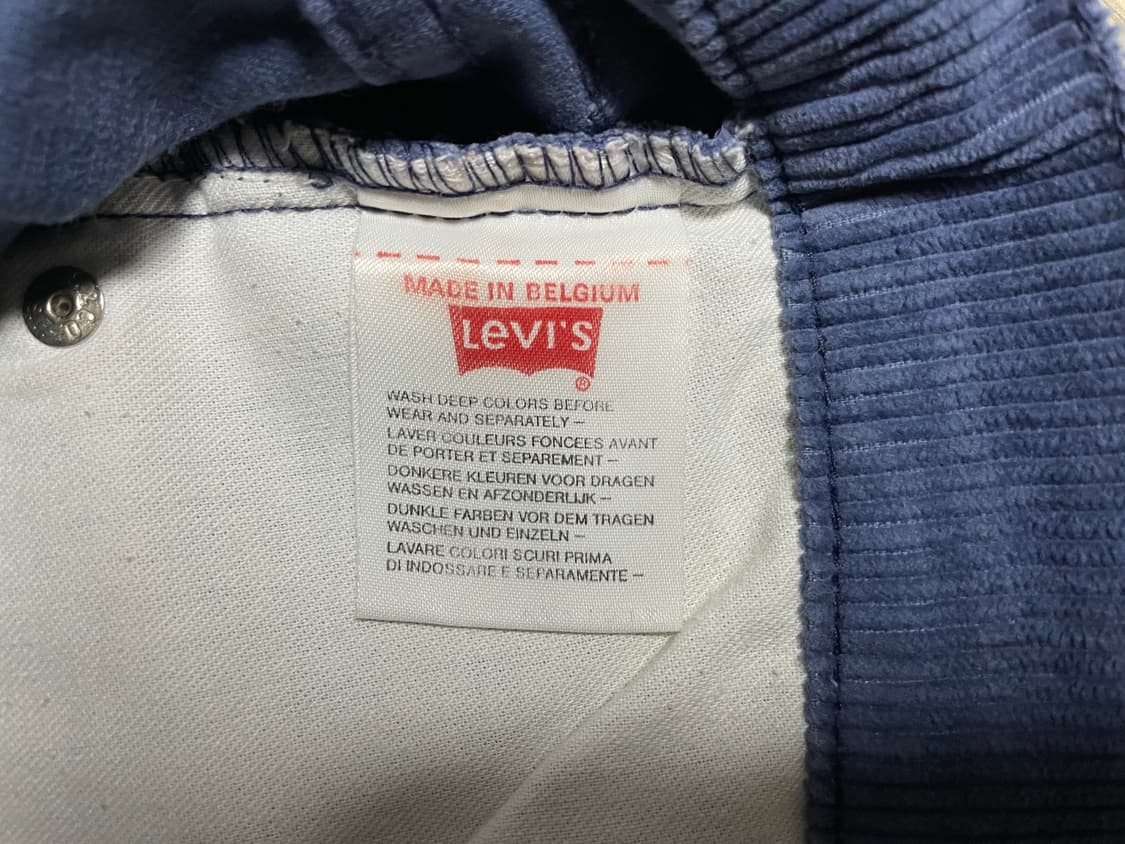 MADE IN BELGIUM
LEVI'S
®
WASH DEEP COLORS BEFORE
WEAR AND SEPARATELY –
LAVER COULEURS FONCEES AVANT
DE PORTER ET SEPAREMENT –
DONKERE KLEUREN VOOR DRAGEN
WASSEN EN AFZONDERLIJK –
DUNKLE FARBEN VOR DEM TRAGEN
WASCHEN UND EINZELN –
LAVARE COLORI SCURI PRIMA
DI INDOSSARE E SEPARAMENTE –